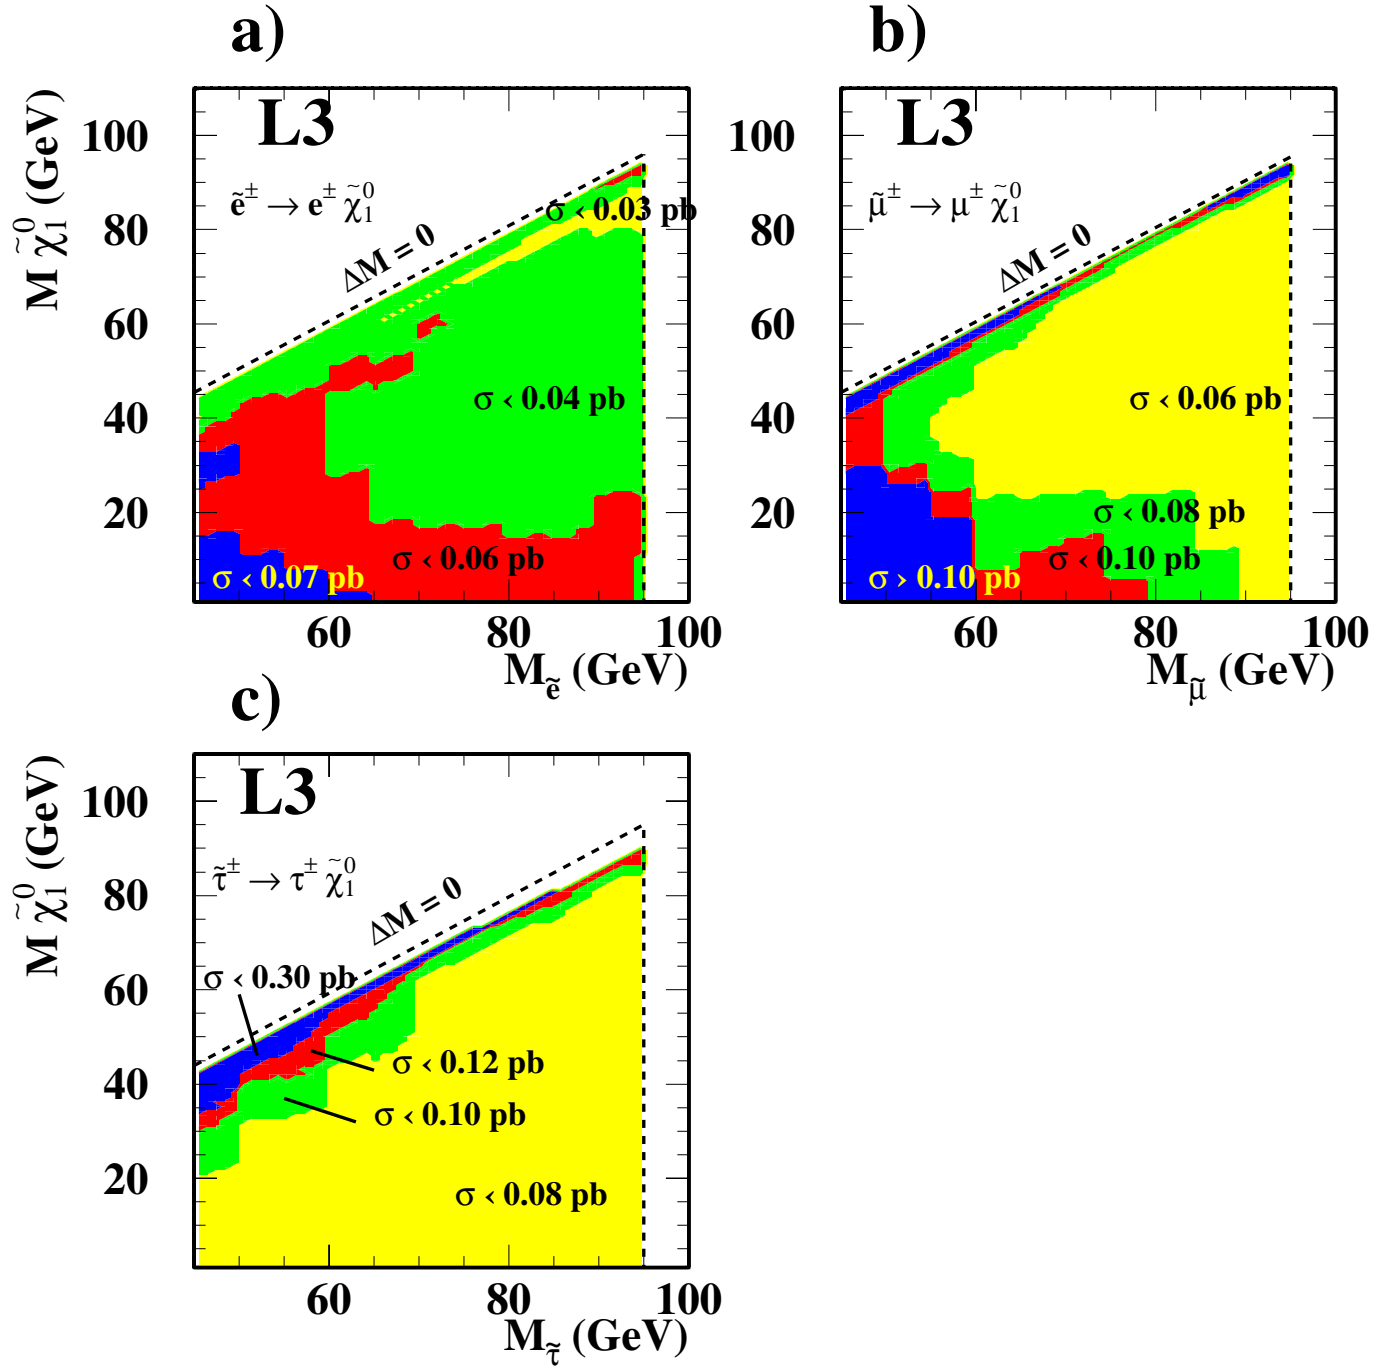 a)
L3
ẽ± → e± χ̃⁰₁
ΔM = 0
σ < 0.03 pb
σ < 0.04 pb
σ < 0.06 pb
σ < 0.07 pb
100
80
60
40
20
60 80 100
M χ̃⁰₁ (GeV)
M ẽ (GeV)
b)
L3
μ̃± → μ± χ̃⁰₁
ΔM = 0
σ < 0.06 pb
σ < 0.08 pb
σ < 0.10 pb
σ > 0.10 pb
100
80
60
40
20
60 80 100
M μ̃ (GeV)
c)
L3
τ̃± → τ± χ̃⁰₁
ΔM = 0
σ < 0.30 pb
σ < 0.12 pb
σ < 0.10 pb
σ < 0.08 pb
100
80
60
40
20
60 80 100
M χ̃⁰₁ (GeV)
M τ̃ (GeV)